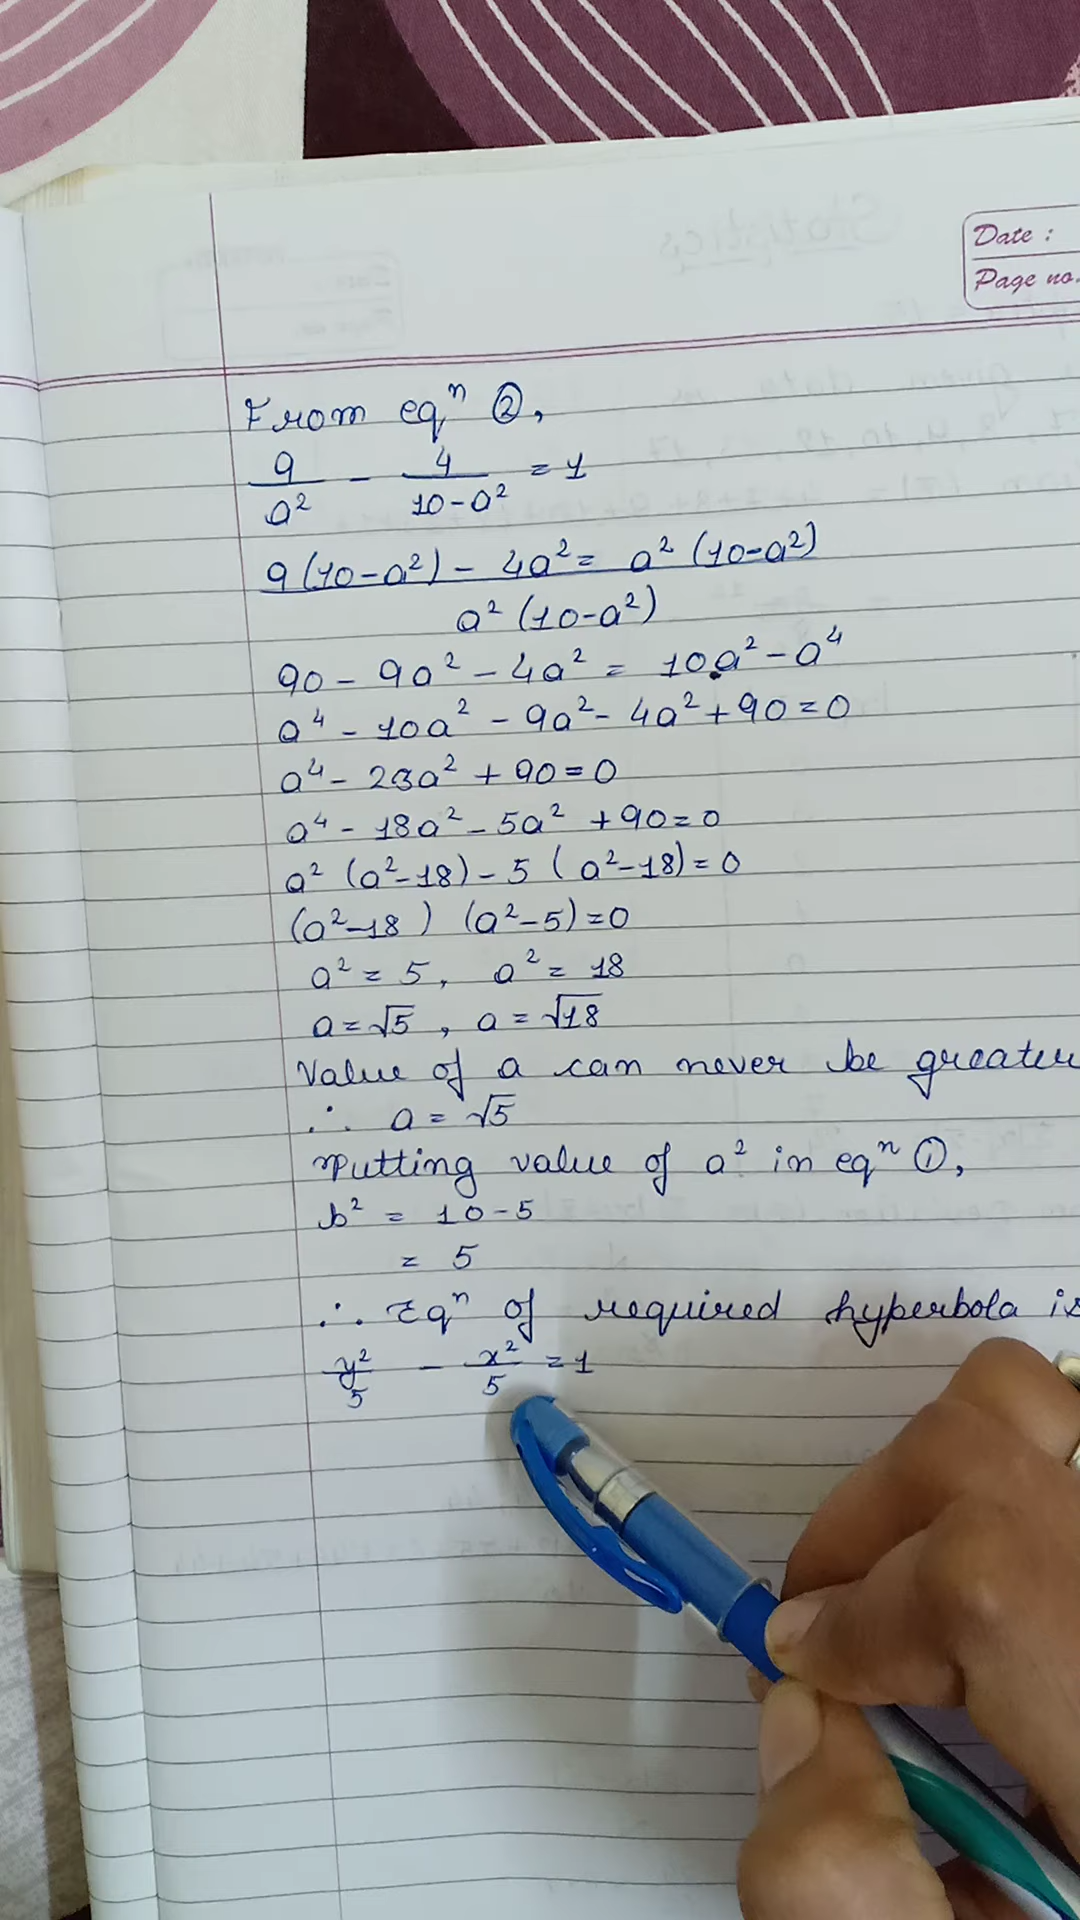 Date :
Page no.
From eqⁿ ②,
9/a² - 4/10-a² = 1
9(10-a²) - 4a² = a² (10-a²)
a² (10-a²)
90 - 9a² - 4a² = 10a² - a⁴
a⁴ - 10a² - 9a² - 4a² + 90 = 0
a⁴ - 23a² + 90 = 0
a⁴ - 18a² - 5a² + 90 = 0
a² (a²-18) - 5 (a²-18) = 0
(a²-18) (a²-5) = 0
a² = 5, a² = 18
a = √5, a = √18
Value of a can never be greater
∴ a = √5
putting value of a² in eqⁿ ①,
b² = 10-5
= 5
∴ Eqⁿ of required hyperbola is
y²/5 - x²/5 = 1